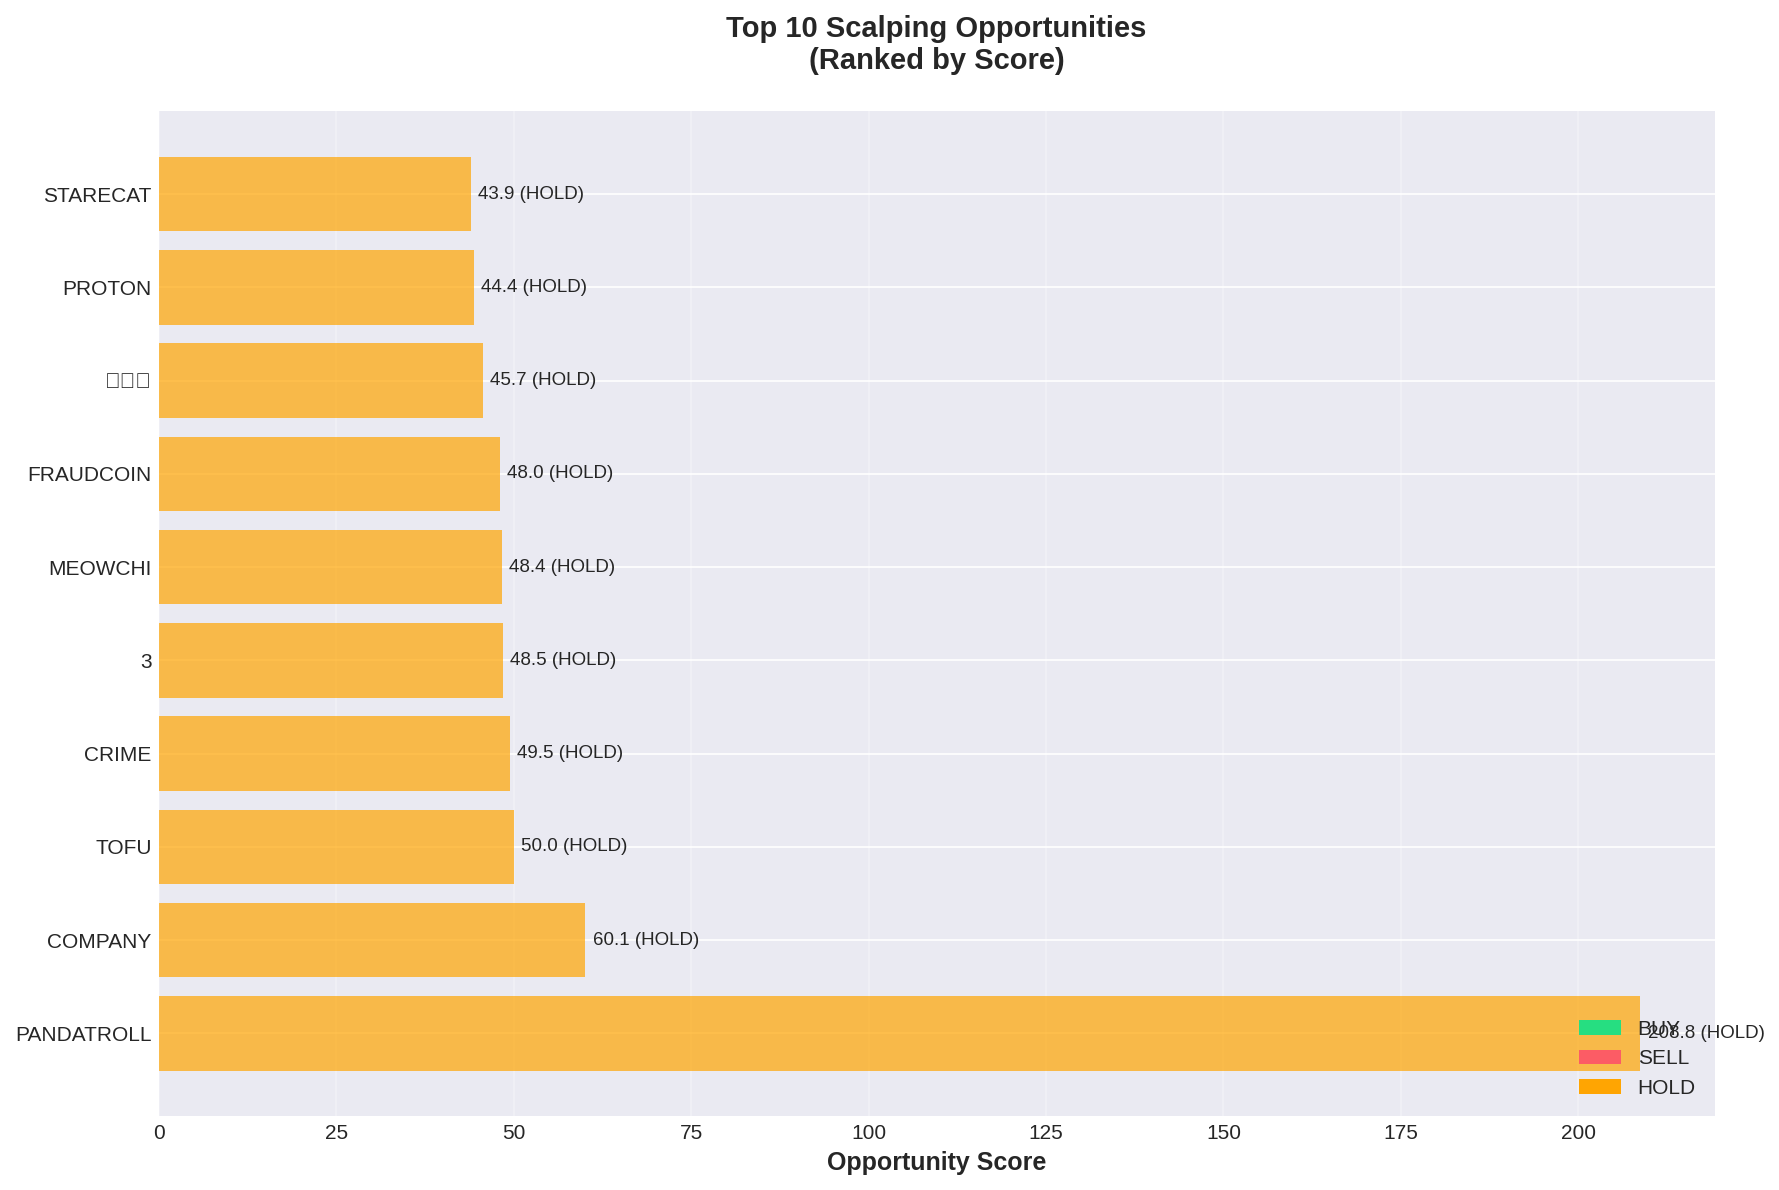 Top 10 Scalping Opportunities
(Ranked by Score)
STARECAT 43.9 (HOLD)
PROTON 44.4 (HOLD)
45.7 (HOLD)
FRAUDCOIN 48.0 (HOLD)
MEOWCHI 48.4 (HOLD)
3 48.5 (HOLD)
CRIME 49.5 (HOLD)
TOFU 50.0 (HOLD)
COMPANY 60.1 (HOLD)
PANDATROLL 208.8 (HOLD)
BUY
SELL
HOLD
0 25 50 75 100 125 150 175 200
Opportunity Score